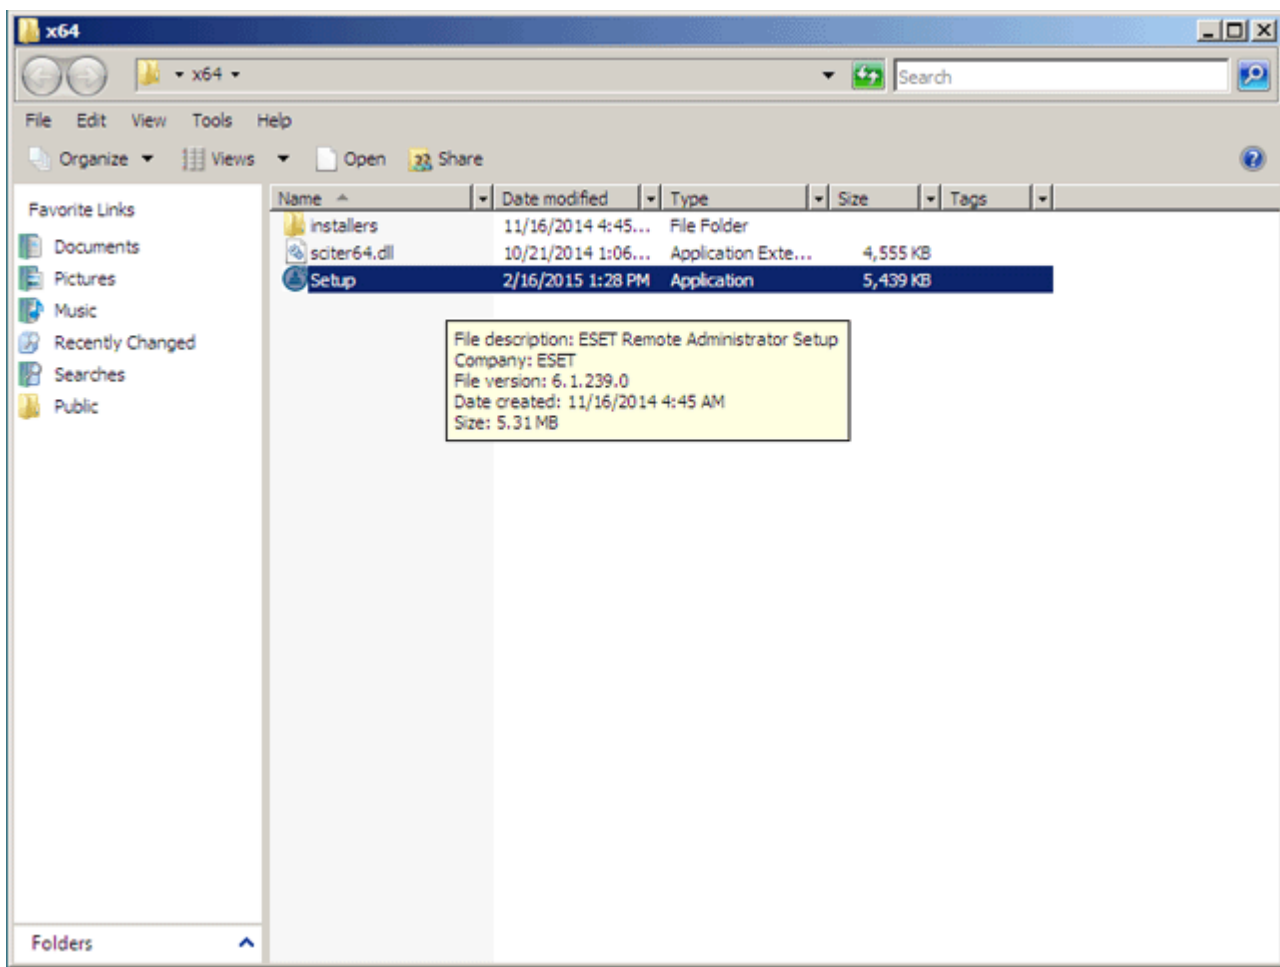 x64
x64
Search
File Edit View Tools Help
Organize Views Open Share
Favorite Links
Documents
Pictures
Music
Recently Changed
Searches
Public
Folders
Name Date modified Type Size Tags
installers 11/16/2014 4:45... File Folder
sciter64.dll 10/21/2014 1:06... Application Exte... 4,555 KB
Setup 2/16/2015 1:28 PM Application 5,439 KB
File description: ESET Remote Administrator Setup
Company: ESET
File version: 6.1.239.0
Date created: 11/16/2014 4:45 AM
Size: 5.31 MB